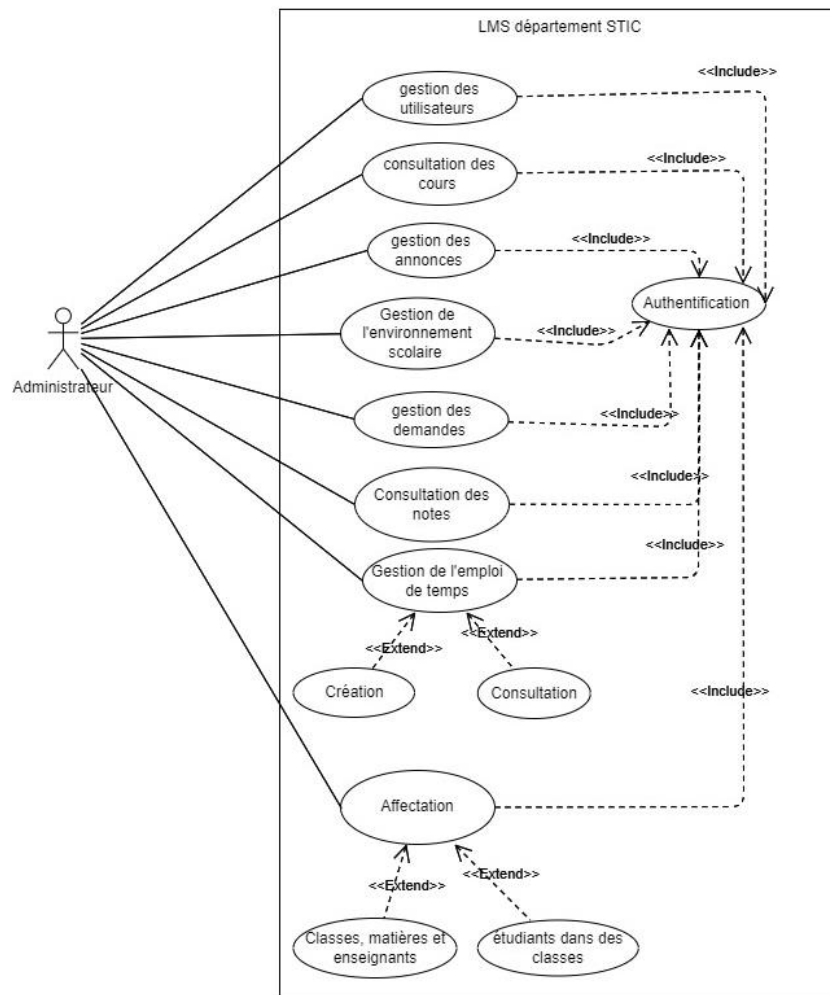 LMS département STIC
<<Include>>
gestion des
utilisateurs
<<Include>>
consultation des
cours
<<Include>>
gestion des
annonces
Authentification
Gestion de
l'environnement
scolaire
<<Include>>
Administrateur
gestion des
demandes
<<Include>>
<<Include>>
Consultation des
notes
<<Include>>
Gestion de l'emploi
de temps
<<Extend>>
<<Extend>>
Création
Consultation
<<Include>>
Affectation
<<Extend>>
<<Extend>>
Classes, matières et
enseignants
étudiants dans des
classes